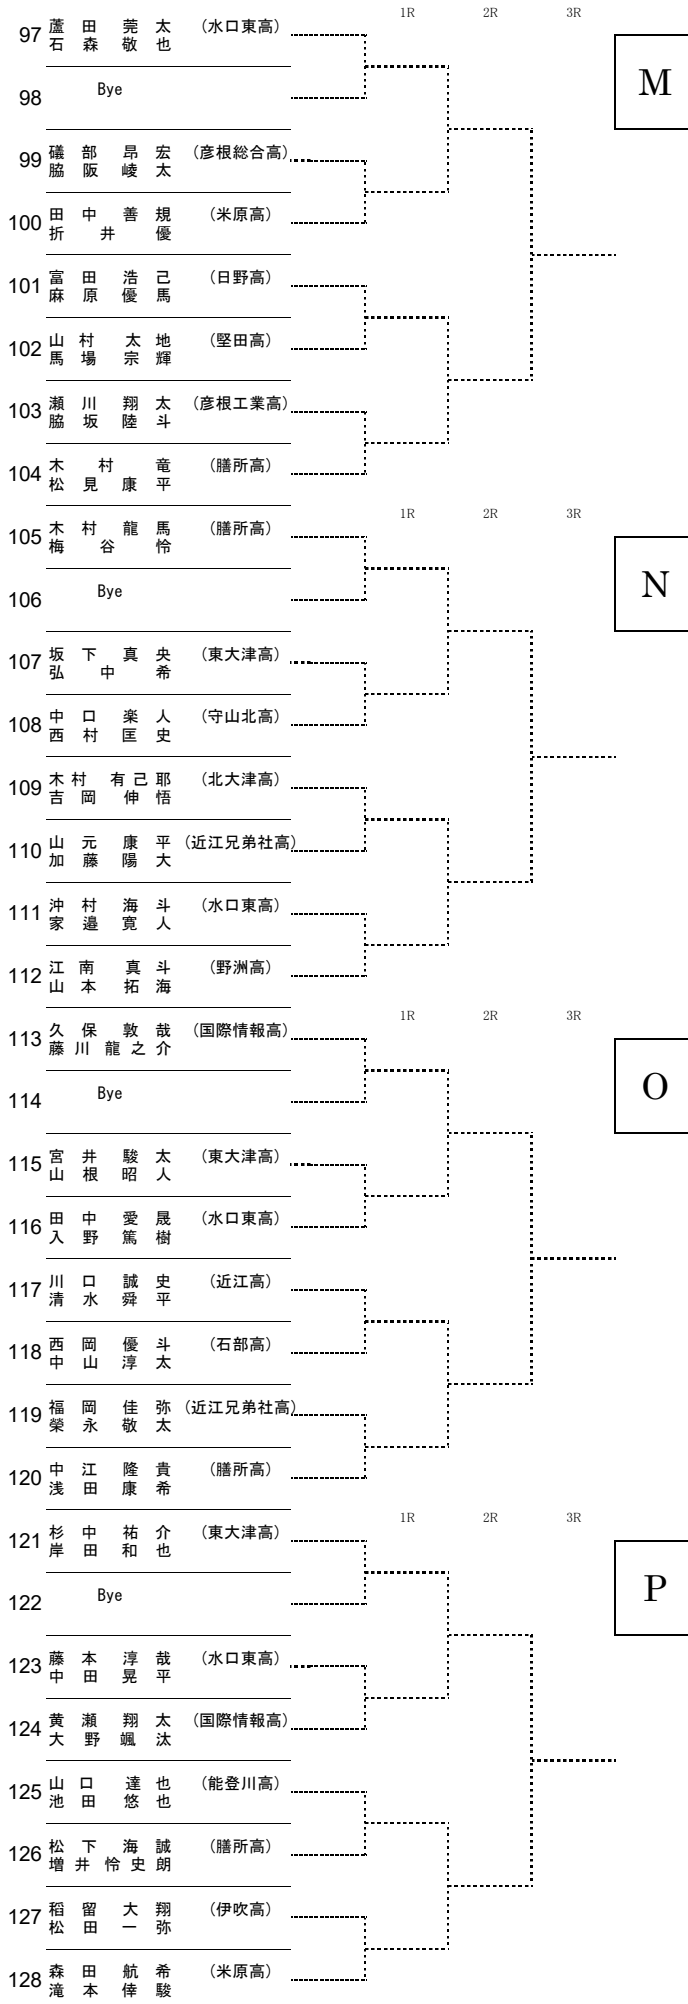 1R 2R 3R
M
97 蘆田莞太 (水口東高)
石森敬也
98 Bye
99 礒部昂宏 (彦根総合高)
脇阪崚太
100 田中善規 (米原高)
折井優
101 富田浩己 (日野高)
麻原優馬
102 山村太地 (堅田高)
馬場宗輝
103 瀬川翔太 (彦根工業高)
脇坂陸斗
104 木村竜 (膳所高)
松見康平
1R 2R 3R
N
105 木村龍馬 (膳所高)
梅谷怜
106 Bye
107 坂下真央 (東大津高)
弘中希
108 中口楽人 (守山北高)
西村匡史
109 木村有己耶 (北大津高)
吉岡伸悟
110 山元康平 (近江兄弟社高)
加藤陽大
111 沖村海斗 (水口東高)
家邉寛人
112 江南真斗 (野洲高)
山本拓海
1R 2R 3R
O
113 久保敦哉 (国際情報高)
藤川龍之介
114 Bye
115 宮井駿太 (東大津高)
山根昭人
116 田中愛晟 (水口東高)
入野篤樹
117 川口誠史 (近江高)
清水舜平
118 西岡優斗 (石部高)
中山淳太
119 福岡佳弥 (近江兄弟社高)
榮永敬太
120 中江隆貴 (膳所高)
浅田康希
1R 2R 3R
P
121 杉中祐介 (東大津高)
岸田和也
122 Bye
123 藤本淳哉 (水口東高)
中田晃平
124 黄瀬翔太 (国際情報高)
大野颯汰
125 山口達也 (能登川高)
池田悠也
126 松下海誠 (膳所高)
増井怜史朗
127 稲留大翔 (伊吹高)
松田一弥
128 森田航希 (米原高)
滝本倖駿